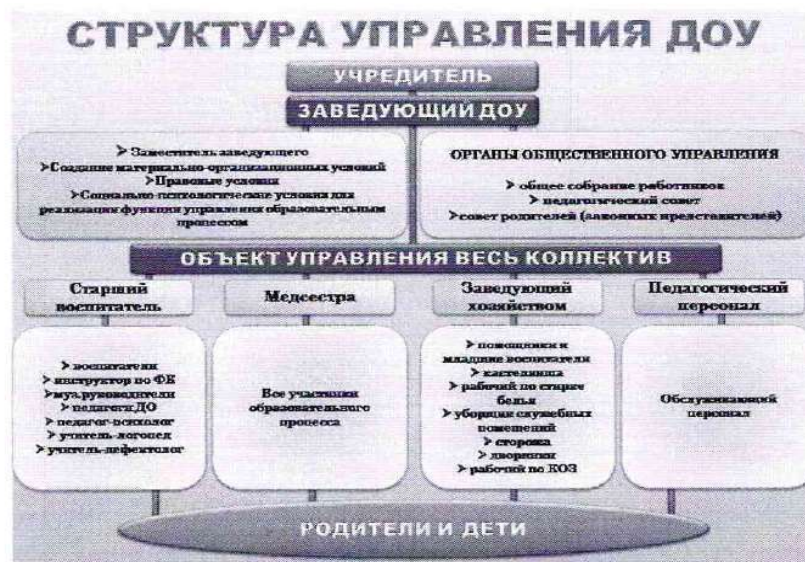 СТРУКТУРА УПРАВЛЕНИЯ ДОУ
УЧРЕДИТЕЛЬ
ЗАВЕДУЮЩИЙ ДОУ
➢ Заместитель заведующего
➢Создание материально-организационных условий
➢Правовые условия
➢Социально-психологические условия для
реализации функции управления образовательным
процессом
ОРГАНЫ ОБЩЕСТВЕННОГО УПРАВЛЕНИЯ
➢ общее собрание работников
➢ педагогический совет
➢совет родителей (законных представителей)
ОБЪЕКТ УПРАВЛЕНИЯ ВЕСЬ КОЛЛЕКТИВ
Старший
воспитатель
➢ воспитатели
➢инструктор по ФК
➢муз.руководители
➢ педагоги ДО
➢ педагог-психолог
➢ учитель-логопед
➢учитель-дефектолог
Медсестра
Все участники
образовательного
процесса
Заведующий
хозяйством
➢ помощники и
младшие воспитатели
➢ кастелянша
➢ рабочий по стирке
белья
➢ уборщик служебных
помещений
➢ сторожа
➢ дворники
➢ рабочий по КОЗ
Педагогический
персонал
Обслуживающий
персонал
РОДИТЕЛИ И ДЕТИ